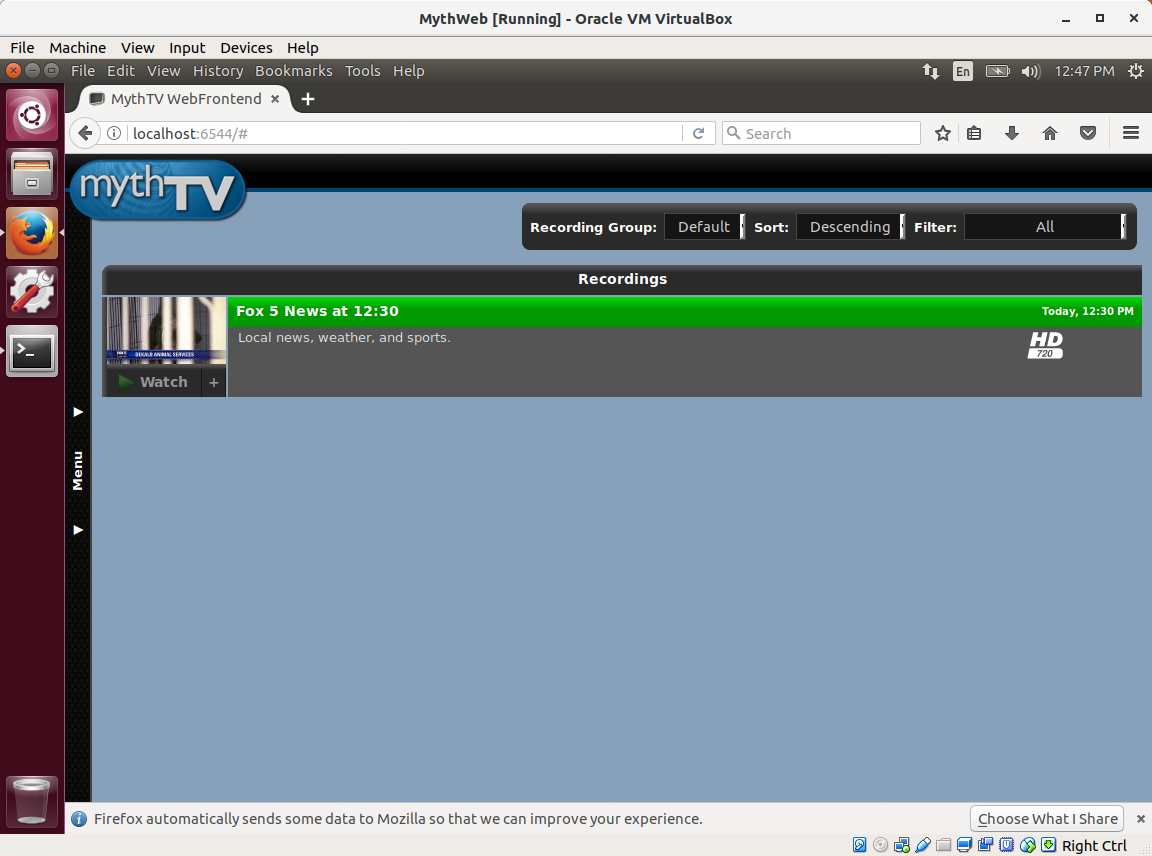 MythWeb [Running] - Oracle VM VirtualBox
File Machine View Input Devices Help
File Edit View History Bookmarks Tools Help
En 12:47 PM
MythTV WebFrontend
localhost:6544/#
Search
mythTV
Recording Group: Default Sort: Descending Filter: All
Recordings
Fox 5 News at 12:30
Today, 12:30 PM
Local news, weather, and sports.
HD
720
DEKALB ANIMAL SERVICES
Watch +
Menu
Firefox automatically sends some data to Mozilla so that we can improve your experience.
Choose What I Share
Right Ctrl